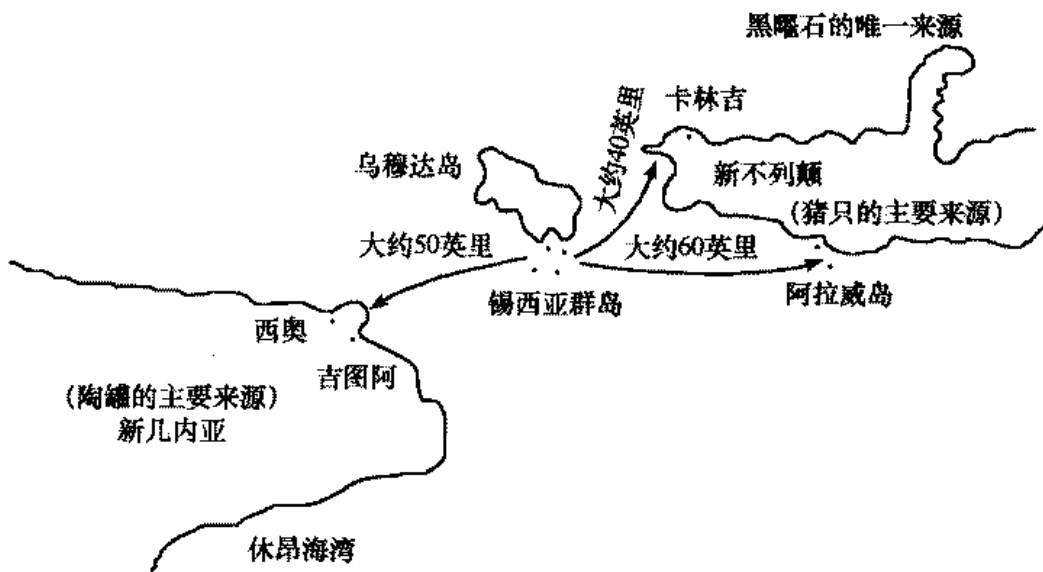 黑曜石的唯一来源
卡林吉
大约40英里
乌穆达岛
新不列颠
(猪只的主要来源)
大约50英里
大约60英里
锡西亚群岛
阿拉威岛
西奥
吉图阿
(陶罐的主要来源)
新几内亚
休昂海湾